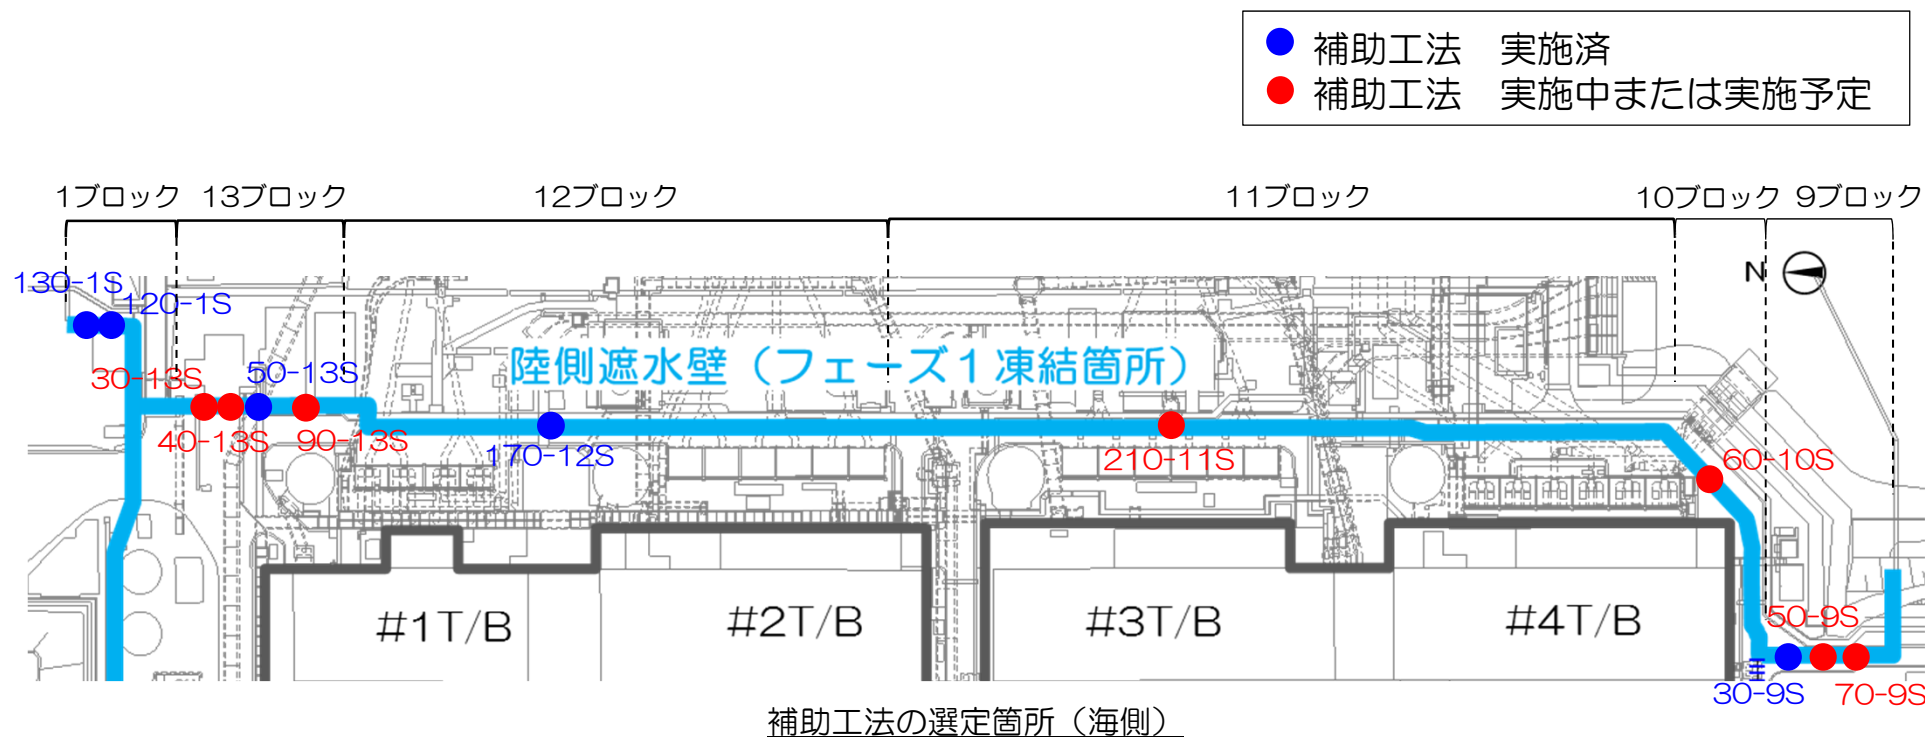 補助工法　実施済
補助工法　実施中または実施予定
1ブロック
13ブロック
12ブロック
11ブロック
10ブロック
9ブロック
N
130-1S
120-1S
陸側遮水壁（フェーズ1凍結箇所）
30-13S
50-13S
40-13S
90-13S
170-12S
210-11S
60-10S
#1T/B
#2T/B
#3T/B
#4T/B
50-9S
30-9S
70-9S
補助工法の選定箇所（海側）